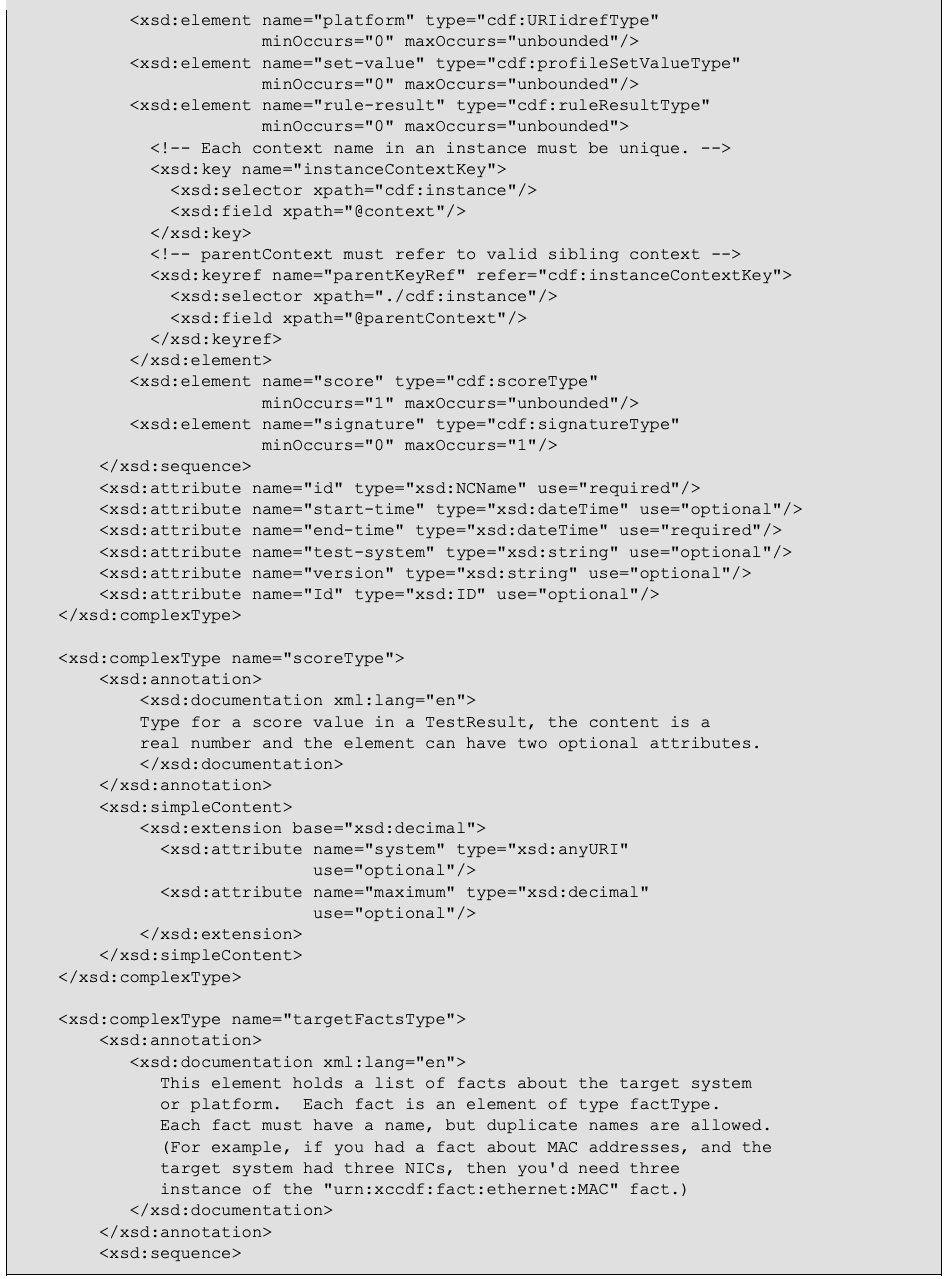 <xsd:element name="platform" type="cdf:URIidrefType"
minOccurs="0" maxOccurs="unbounded"/>
<xsd:element name="set-value" type="cdf:profileSetValueType"
minOccurs="0" maxOccurs="unbounded"/>
<xsd:element name="rule-result" type="cdf:ruleResultType"
minOccurs="0" maxOccurs="unbounded">
<!-- Each context name in an instance must be unique. -->
<xsd:key name="instanceContextKey">
<xsd:selector xpath="cdf:instance"/>
<xsd:field xpath="@context"/>
</xsd:key>
<!-- parentContext must refer to valid sibling context -->
<xsd:keyref name="parentKeyRef" refer="cdf:instanceContextKey">
<xsd:selector xpath="./cdf:instance"/>
<xsd:field xpath="@parentContext"/>
</xsd:keyref>
</xsd:element>
<xsd:element name="score" type="cdf:scoreType"
minOccurs="1" maxOccurs="unbounded"/>
<xsd:element name="signature" type="cdf:signatureType"
minOccurs="0" maxOccurs="1"/>
</xsd:sequence>
<xsd:attribute name="id" type="xsd:NCName" use="required"/>
<xsd:attribute name="start-time" type="xsd:dateTime" use="optional"/>
<xsd:attribute name="end-time" type="xsd:dateTime" use="required"/>
<xsd:attribute name="test-system" type="xsd:string" use="optional"/>
<xsd:attribute name="version" type="xsd:string" use="optional"/>
<xsd:attribute name="Id" type="xsd:ID" use="optional"/>
</xsd:complexType>
<xsd:complexType name="scoreType">
<xsd:annotation>
<xsd:documentation xml:lang="en">
Type for a score value in a TestResult, the content is a
real number and the element can have two optional attributes.
</xsd:documentation>
</xsd:annotation>
<xsd:simpleContent>
<xsd:extension base="xsd:decimal">
<xsd:attribute name="system" type="xsd:anyURI"
use="optional"/>
<xsd:attribute name="maximum" type="xsd:decimal"
use="optional"/>
</xsd:extension>
</xsd:simpleContent>
</xsd:complexType>
<xsd:complexType name="targetFactsType">
<xsd:annotation>
<xsd:documentation xml:lang="en">
This element holds a list of facts about the target system
or platform.  Each fact is an element of type factType.
Each fact must have a name, but duplicate names are allowed.
(For example, if you had a fact about MAC addresses, and the
target system had three NICs, then you'd need three
instance of the "urn:xccdf:fact:ethernet:MAC" fact.)
</xsd:documentation>
</xsd:annotation>
<xsd:sequence>